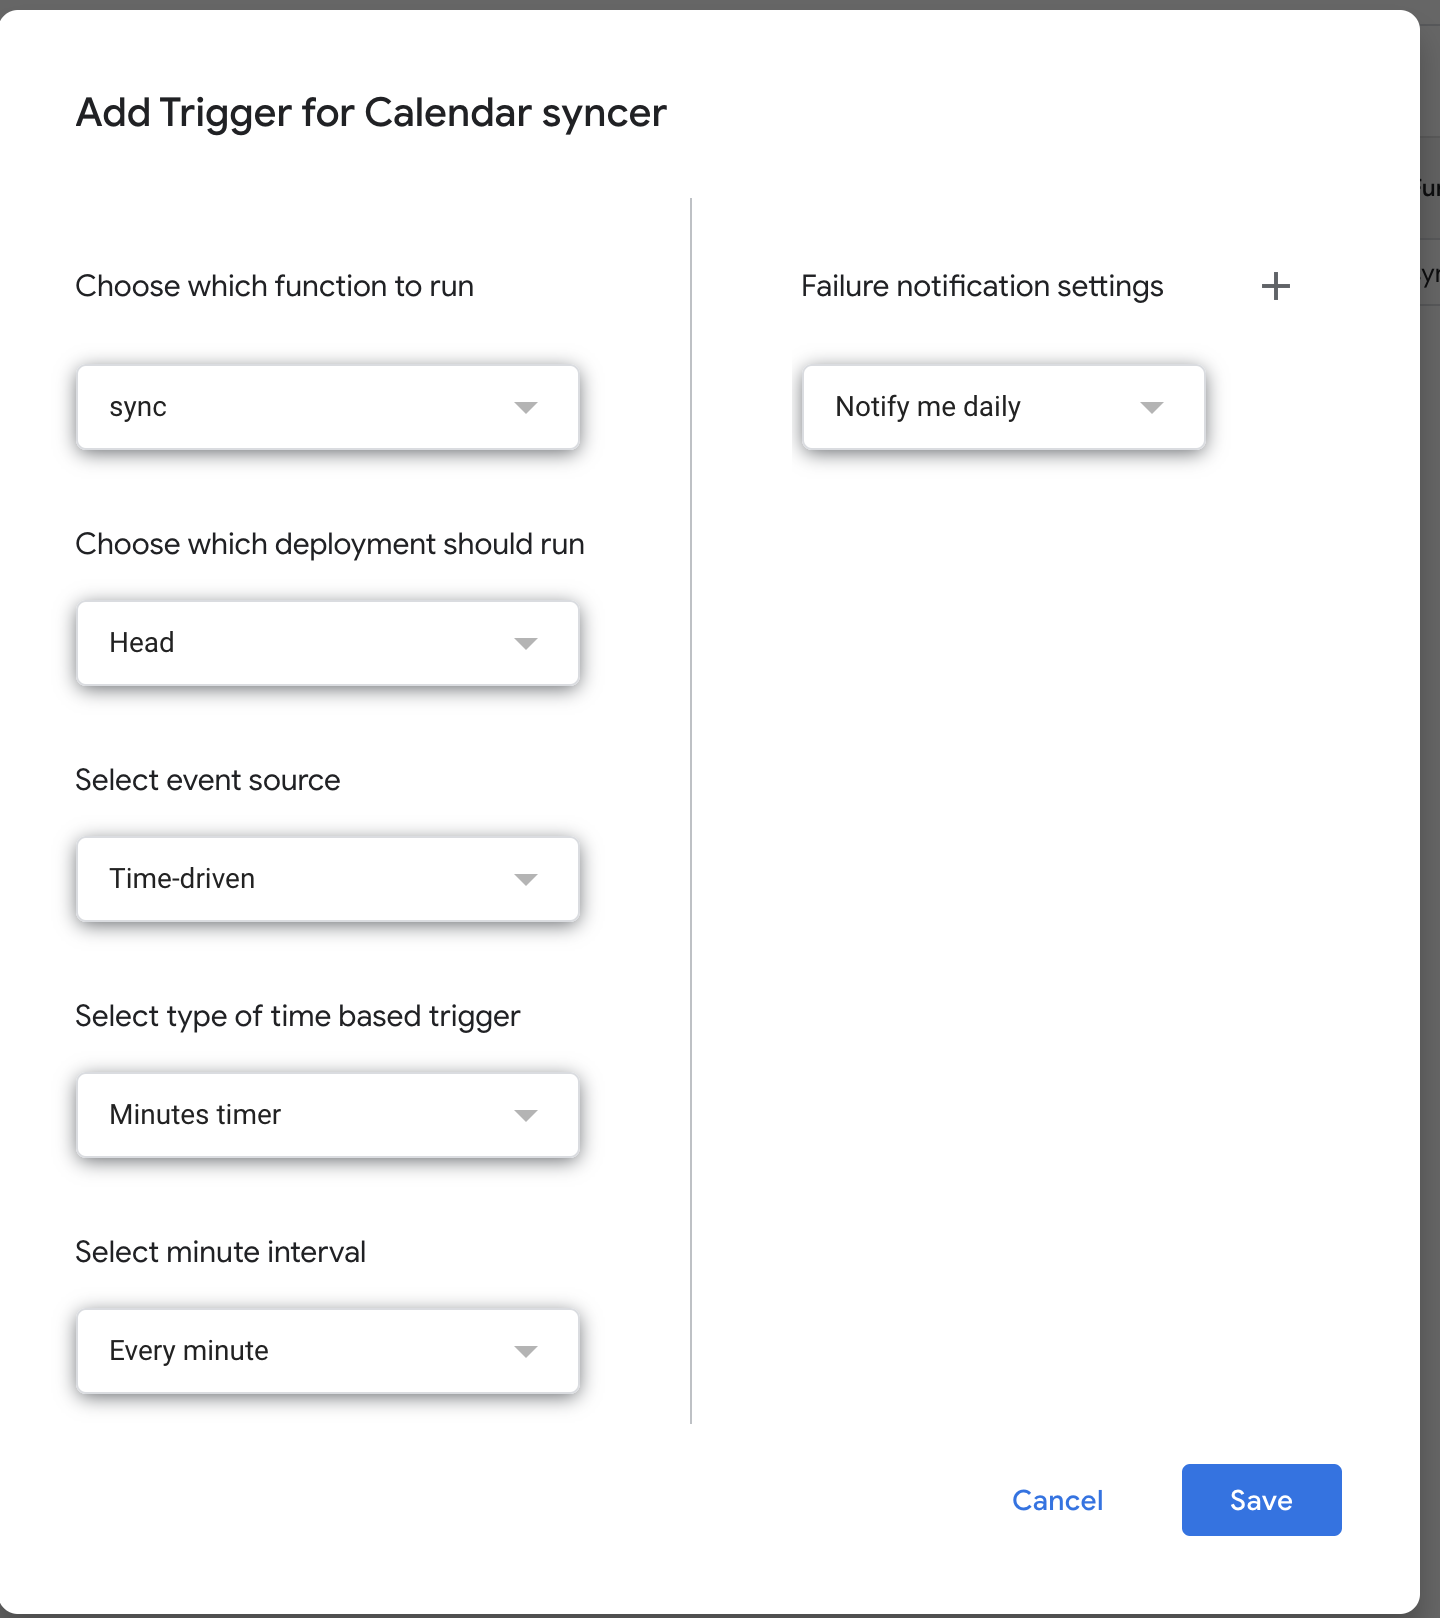 Add Trigger for Calendar syncer
Choose which function to run
sync
Choose which deployment should run
Head
Select event source
Time-driven
Select type of time based trigger
Minutes timer
Select minute interval
Every minute
Failure notification settings
Notify me daily
Cancel
Save